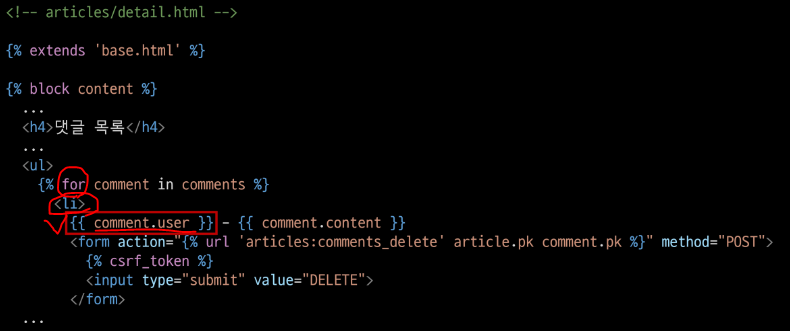 <!-- articles/detail.html -->
{% extends 'base.html' %}
{% block content %}
...
<h4>댓글 목록</h4>
...
<ul>
{% for comment in comments %}
<li>
{{ comment.user }} - {{ comment.content }}
<form action="{% url 'articles:comments_delete' article.pk comment.pk %}" method="POST">
{% csrf_token %}
<input type="submit" value="DELETE">
</form>
...